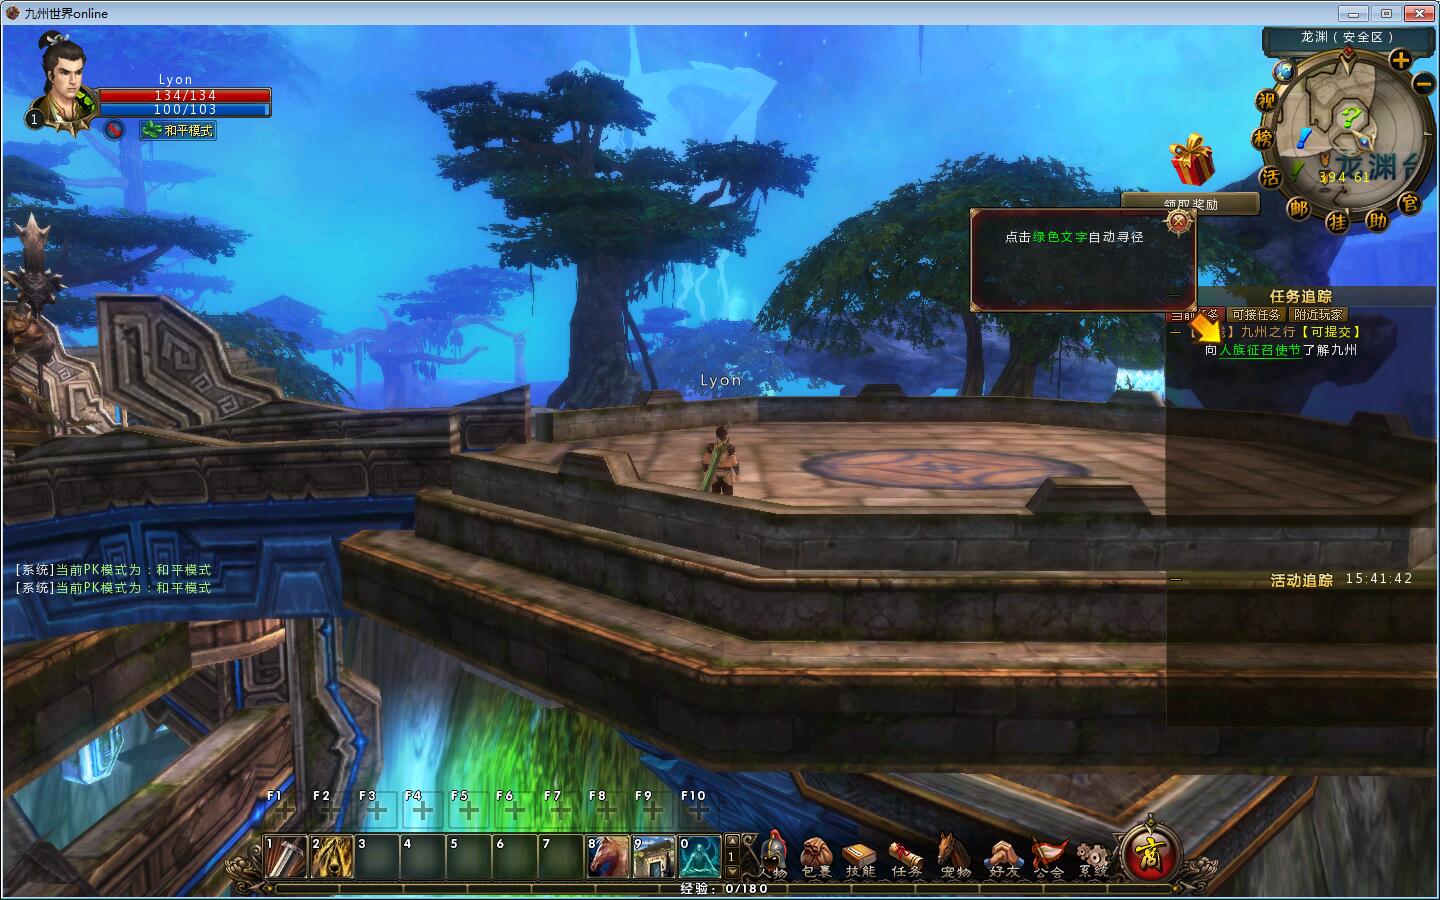 九州世界online
Lyon
134/134
100/103
1
和平模式
龙渊（安全区）
视
榜
活
邮
挂
助
官
龙渊台
394 61
领取奖励
点击绿色文字自动寻径
任务追踪
可接任务 附近玩家
九州之行【可提交】
向人族征召使节了解九州
Lyon
[系统]当前PK模式为：和平模式
[系统]当前PK模式为：和平模式
活动追踪 15:41:42
F1 F2 F3 F4 F5 F6 F7 F8 F9 F10
1 2 3 4 5 6 7 8 9 0
1
人物 包裹 技能 任务 宠物 好友 公会 系统
商
经验：0/180